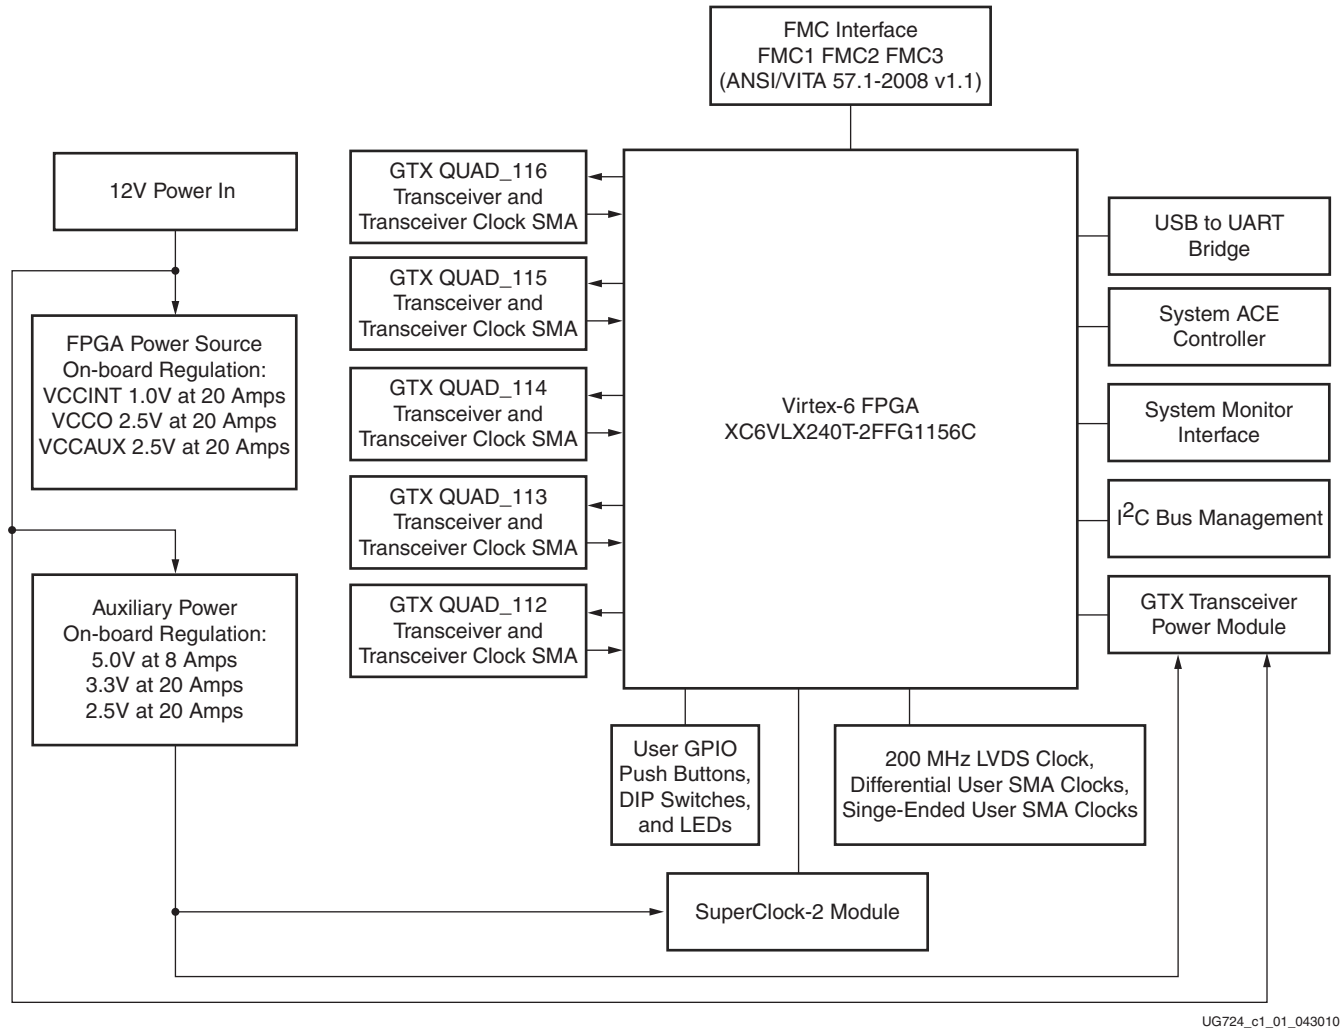 FMC Interface
FMC1 FMC2 FMC3
(ANSI/VITA 57.1-2008 v1.1)
12V Power In
FPGA Power Source
On-board Regulation:
VCCINT 1.0V at 20 Amps
VCCO 2.5V at 20 Amps
VCCAUX 2.5V at 20 Amps
Auxiliary Power
On-board Regulation:
5.0V at 8 Amps
3.3V at 20 Amps
2.5V at 20 Amps
GTX QUAD_116
Transceiver and
Transceiver Clock SMA
GTX QUAD_115
Transceiver and
Transceiver Clock SMA
GTX QUAD_114
Transceiver and
Transceiver Clock SMA
GTX QUAD_113
Transceiver and
Transceiver Clock SMA
GTX QUAD_112
Transceiver and
Transceiver Clock SMA
Virtex-6 FPGA
XC6VLX240T-2FFG1156C
USB to UART
Bridge
System ACE
Controller
System Monitor
Interface
I2C Bus Management
GTX Transceiver
Power Module
User GPIO
Push Buttons,
DIP Switches,
and LEDs
200 MHz LVDS Clock,
Differential User SMA Clocks,
Singe-Ended User SMA Clocks
SuperClock-2 Module
UG724_c1_01_043010